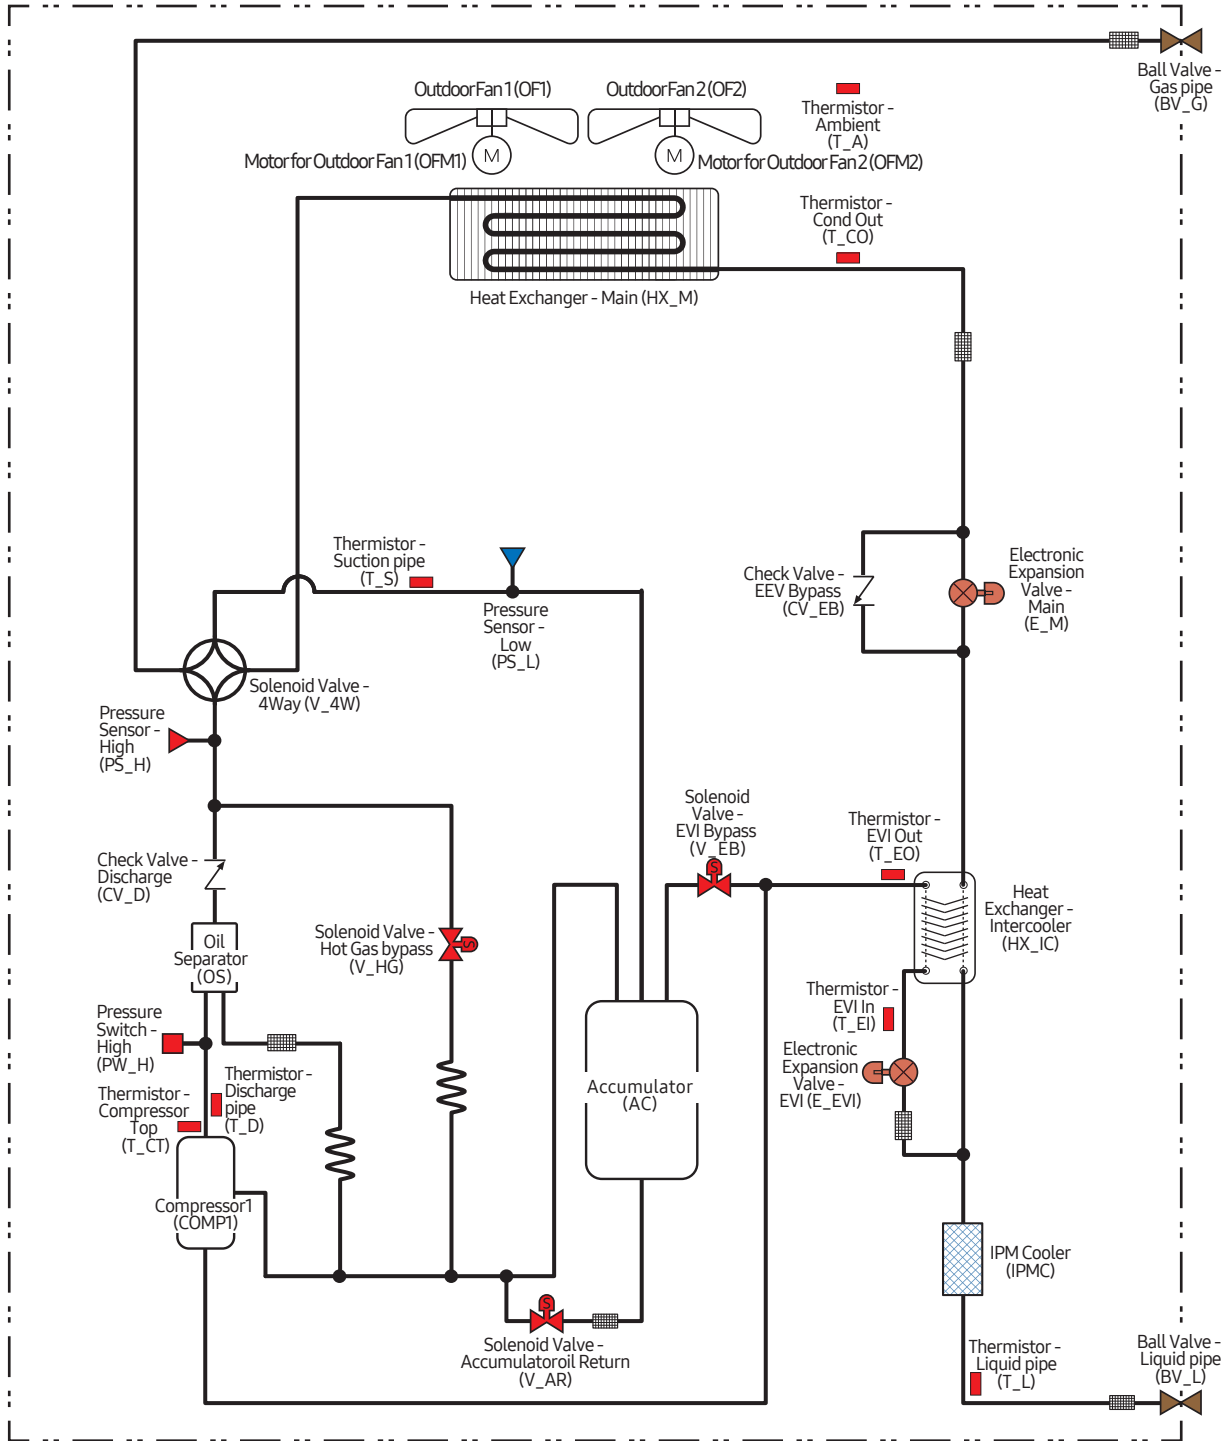 Ball Valve -
Gas pipe
(BV_G)
Outdoor Fan 1 (OF1)
Outdoor Fan 2 (OF2)
Thermistor -
Ambient
(T_A)
Motor for Outdoor Fan 1 (OFM1)
M
M
Motor for Outdoor Fan 2 (OFM2)
Thermistor -
Cond Out
(T_CO)
Heat Exchanger - Main (HX_M)
Thermistor -
Suction pipe
(T_S)
Pressure
Sensor -
Low
(PS_L)
Check Valve -
EEV Bypass
(CV_EB)
Electronic
Expansion
Valve -
Main
(E_M)
Solenoid Valve -
4Way (V_4W)
Pressure
Sensor -
High
(PS_H)
Solenoid
Valve -
EVI Bypass
(V_EB)
S
Thermistor -
EVI Out
(T_EO)
Check Valve -
Discharge
(CV_D)
Heat
Exchanger -
Intercooler
(HX_IC)
Oil
Separator
(OS)
Solenoid Valve -
Hot Gas bypass
(V_HG)
S
Thermistor -
EVI In
(T_EI)
Pressure
Switch -
High
(PW_H)
Electronic
Expansion
Valve -
EVI (E_EVI)
Thermistor -
Discharge
pipe
(T_D)
Thermistor -
Compressor
Top
(T_CT)
Accumulator
(AC)
Compressor1
(COMP1)
IPM Cooler
(IPMC)
S
Solenoid Valve -
Accumulatoroil Return
(V_AR)
Thermistor -
Liquid pipe
(T_L)
Ball Valve -
Liquid pipe
(BV_L)